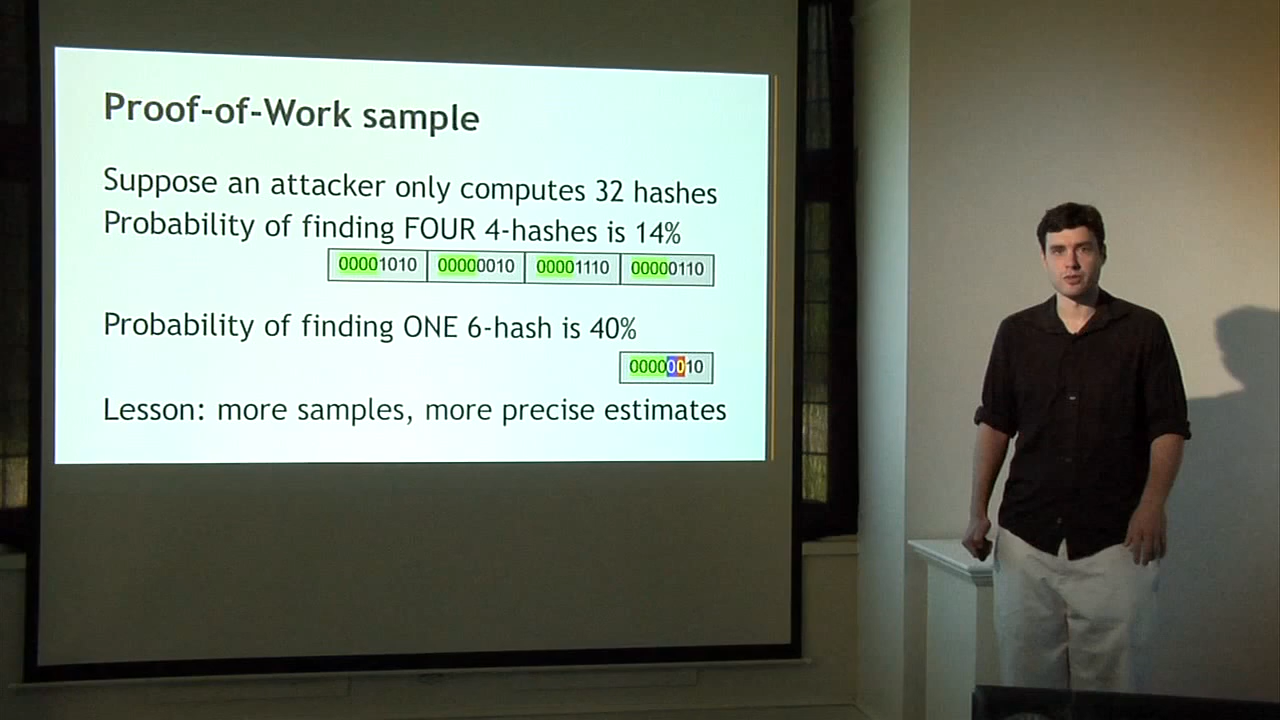 Proof-of-Work sample
Suppose an attacker only computes 32 hashes
Probability of finding FOUR 4-hashes is 14%
00001010 00000010 00001110 00000110
Probability of finding ONE 6-hash is 40%
00000010
Lesson: more samples, more precise estimates